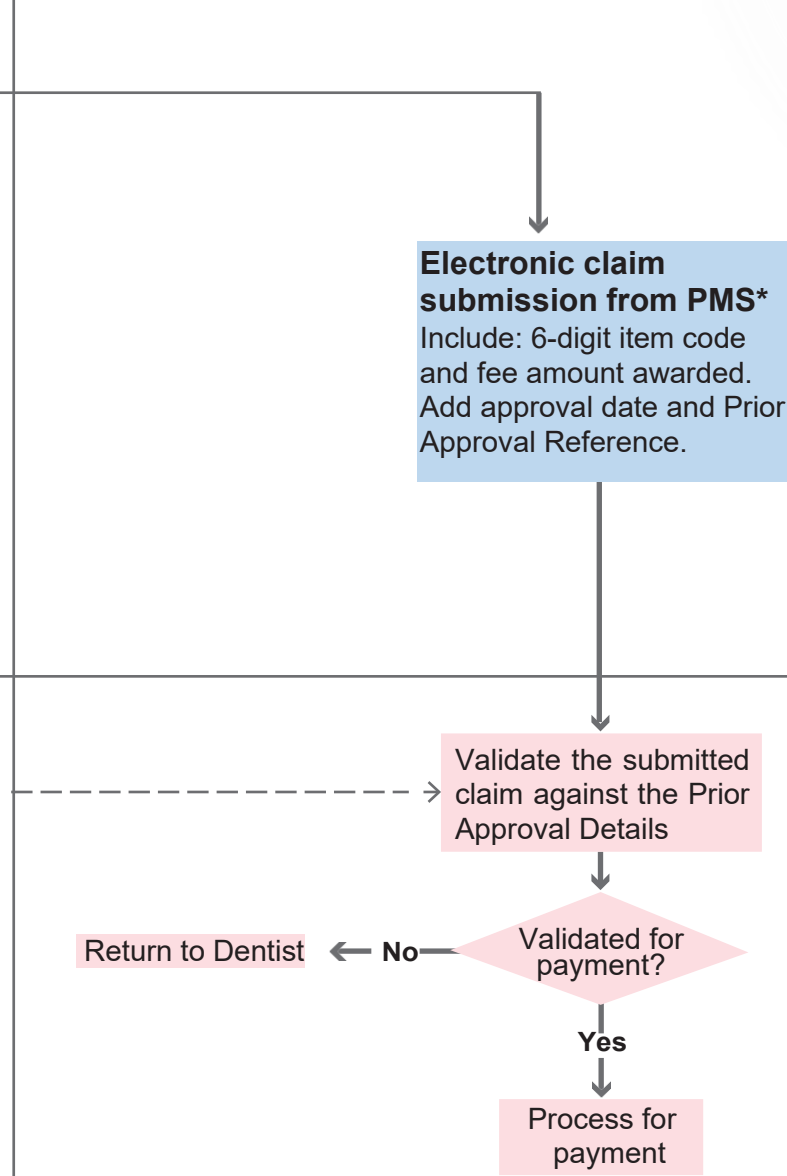 Electronic claim
submission from PMS*
Include: 6-digit item code
and fee amount awarded.
Add approval date and Prior
Approval Reference.
Validate the submitted
claim against the Prior
Approval Details
Validated for
payment?
No
Return to Dentist
Yes
Process for
payment